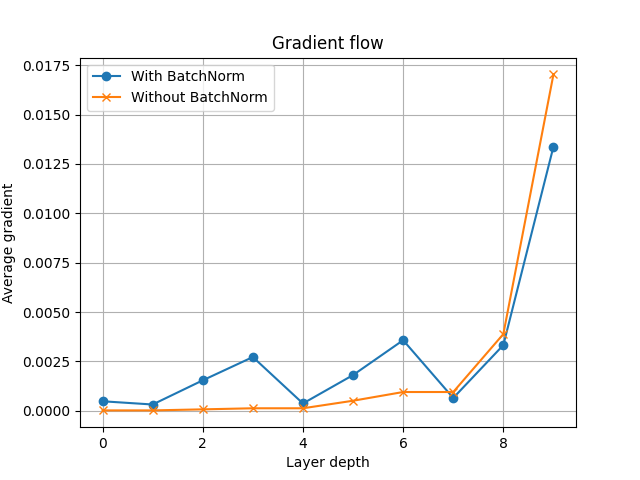 Gradient flow
With BatchNorm
Without BatchNorm
0.0175
0.0150
0.0125
0.0100
0.0075
0.0050
0.0025
0.0000
Average gradient
0 2 4 6 8
Layer depth